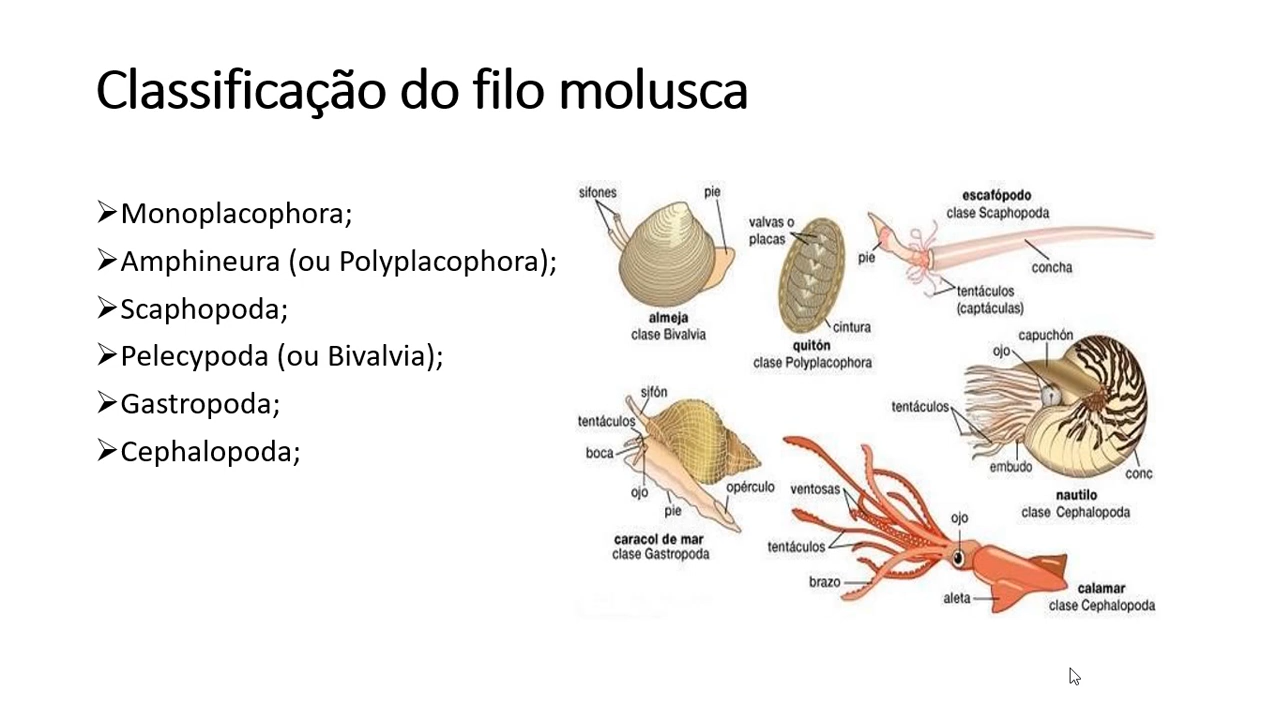 Classificação do filo molusca
➢Monoplacophora;
➢Amphineura (ou Polyplacophora);
➢Scaphopoda;
➢Pelecypoda (ou Bivalvia);
➢Gastropoda;
➢Cephalopoda;
sifones
pie
almeja
clase Bivalvia
valvas o
placas
cintura
quitón
clase Polyplacophora
escafópodo
clase Scaphopoda
pie
concha
tentáculos
(captáculas)
capuchón
ojo
tentáculos
embudo
conc
nautilo
clase Cephalopoda
sifón
tentáculos
boca
ojo
pie
opérculo
caracol de mar
clase Gastropoda
ventosas
ojo
tentáculos
brazo
aleta
calamar
clase Cephalopoda